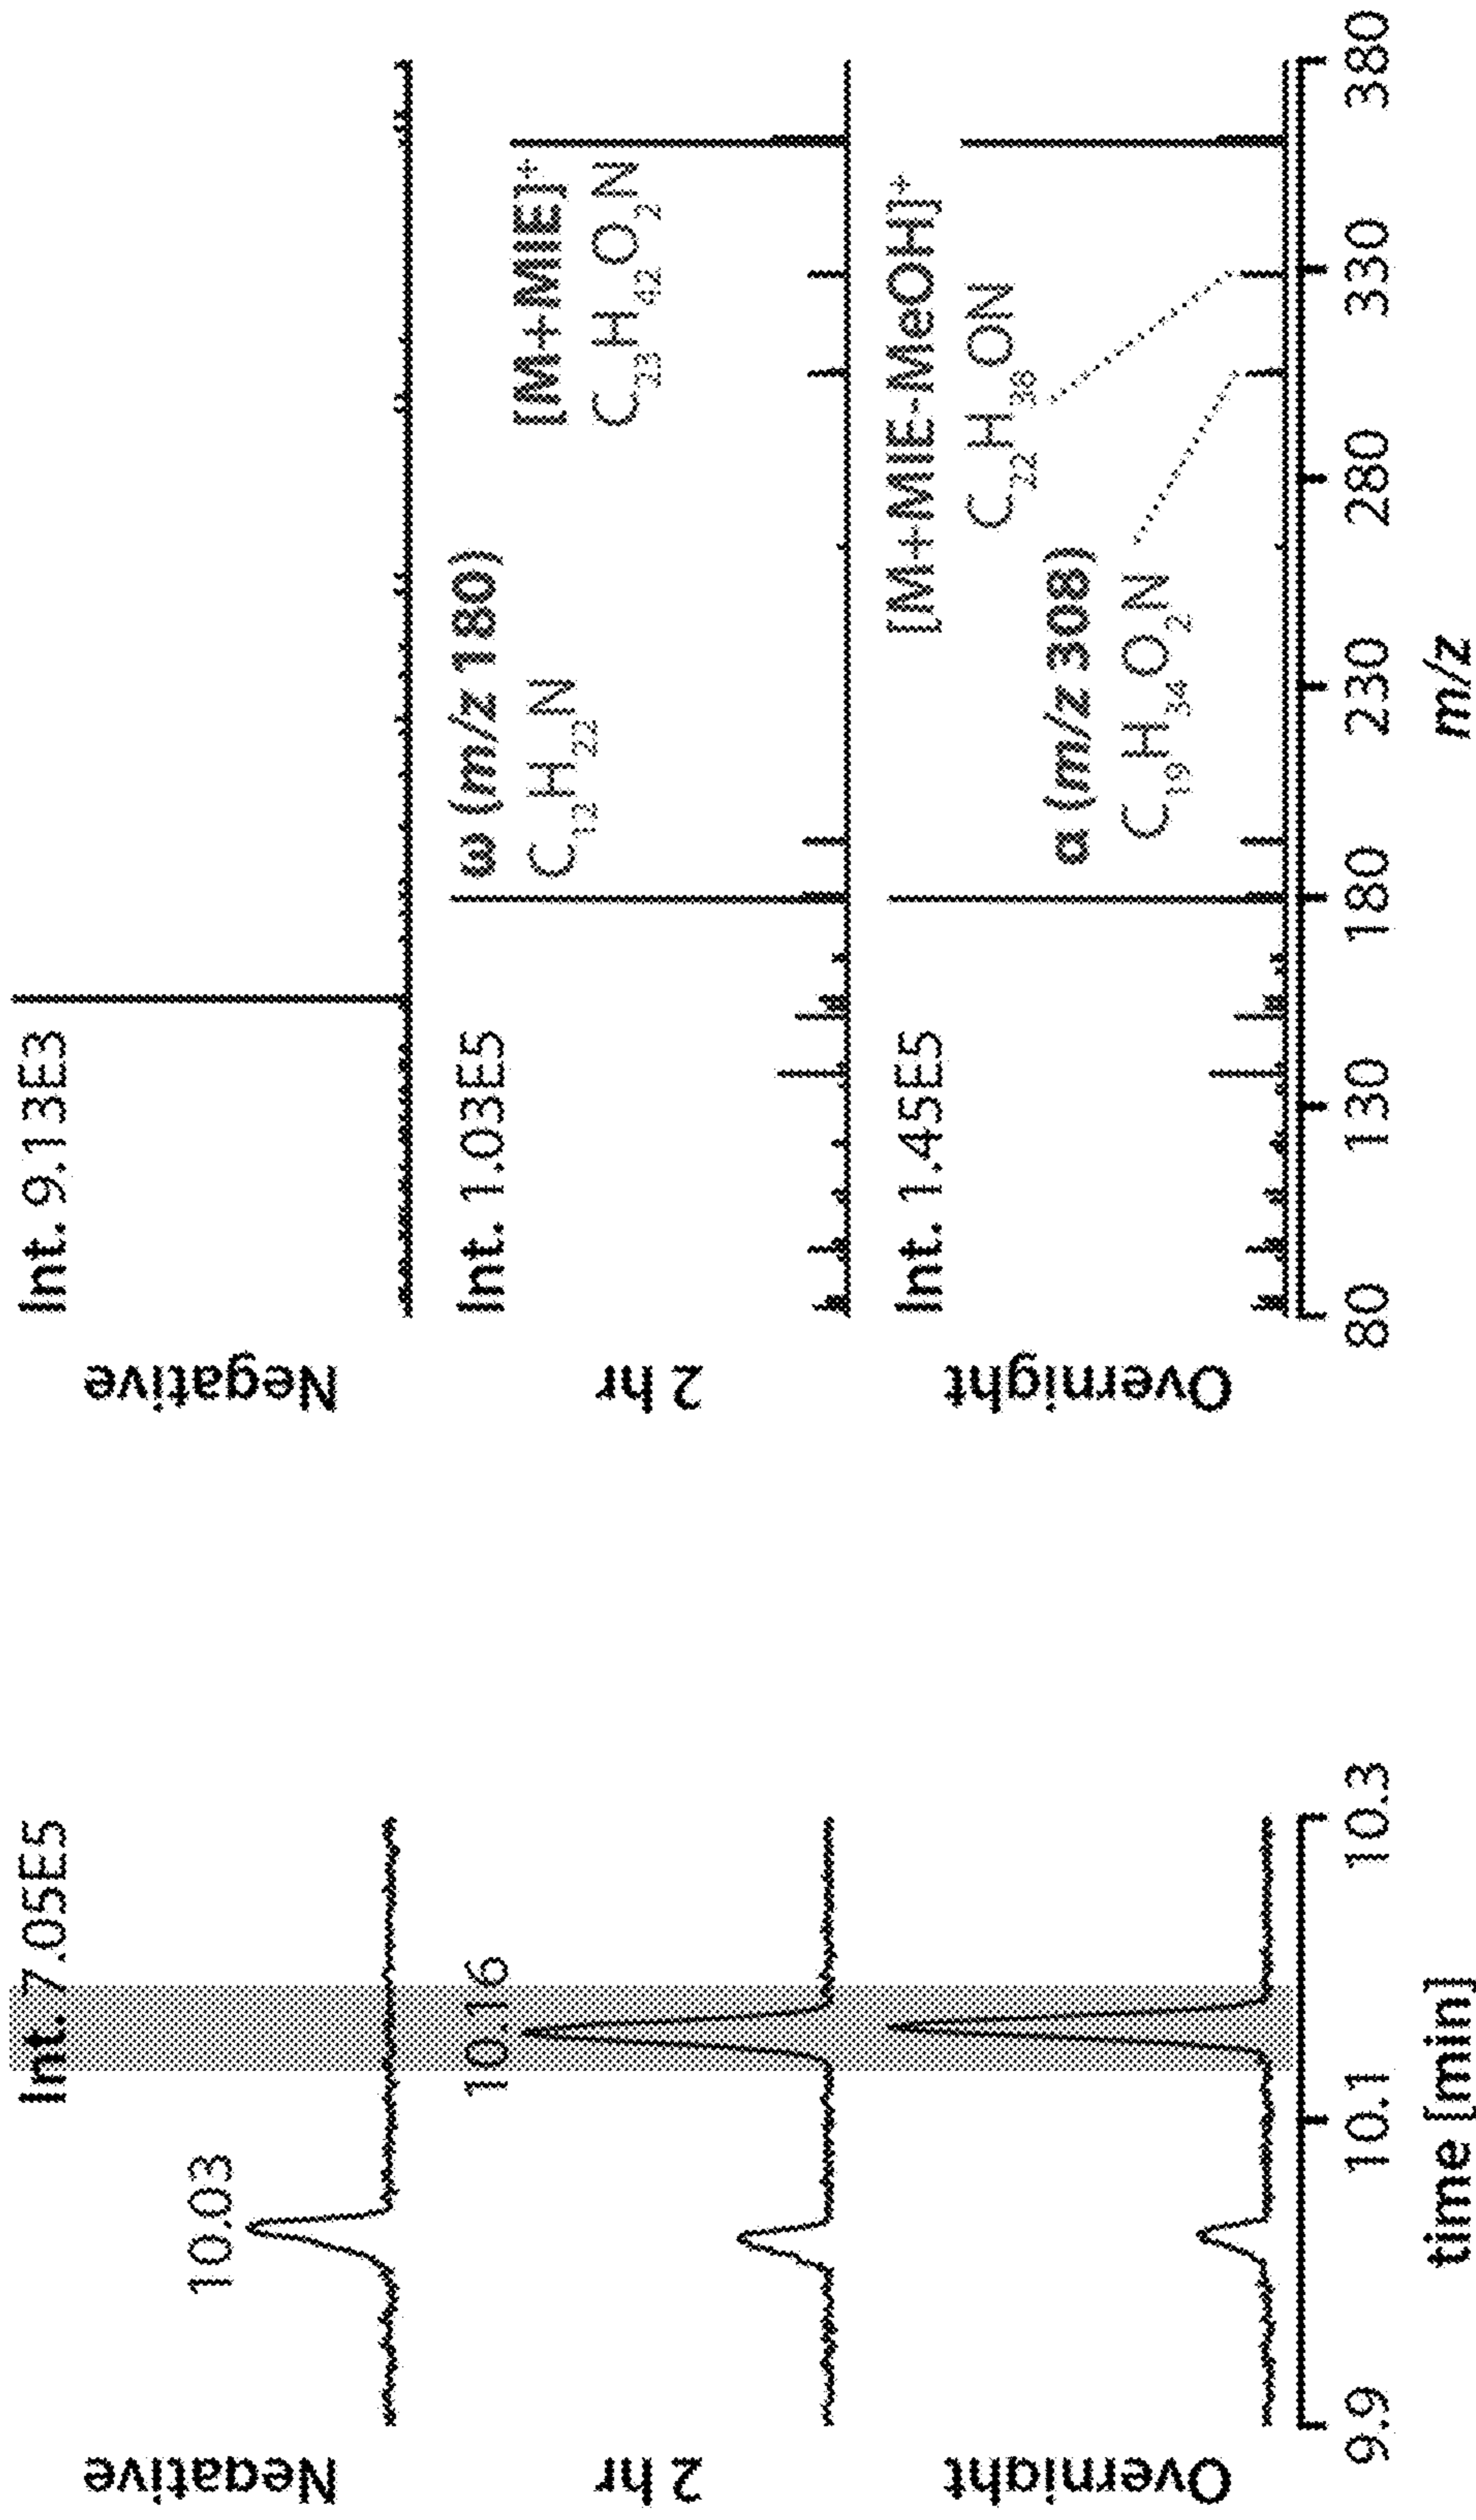 Int. 7.05E5
10.03
Negative
10.16
2 hr
Overnight
9.9 10.1 10.3
time [min]
Int. 9.13E3
Negative
Int. 1.03E5
ω (m/z 180)
C₁₂H₂₂N
[M+MIE]⁺
C₂₃H₄₂O₂N
2 hr
Int. 1.45E5
[M+MIE-MeOH]⁺
C₂₂H₃₈ON
α (m/z 308)
C₁₉H₃₄O₂N
Overnight
80 130 180 230 280 330 380
m/z